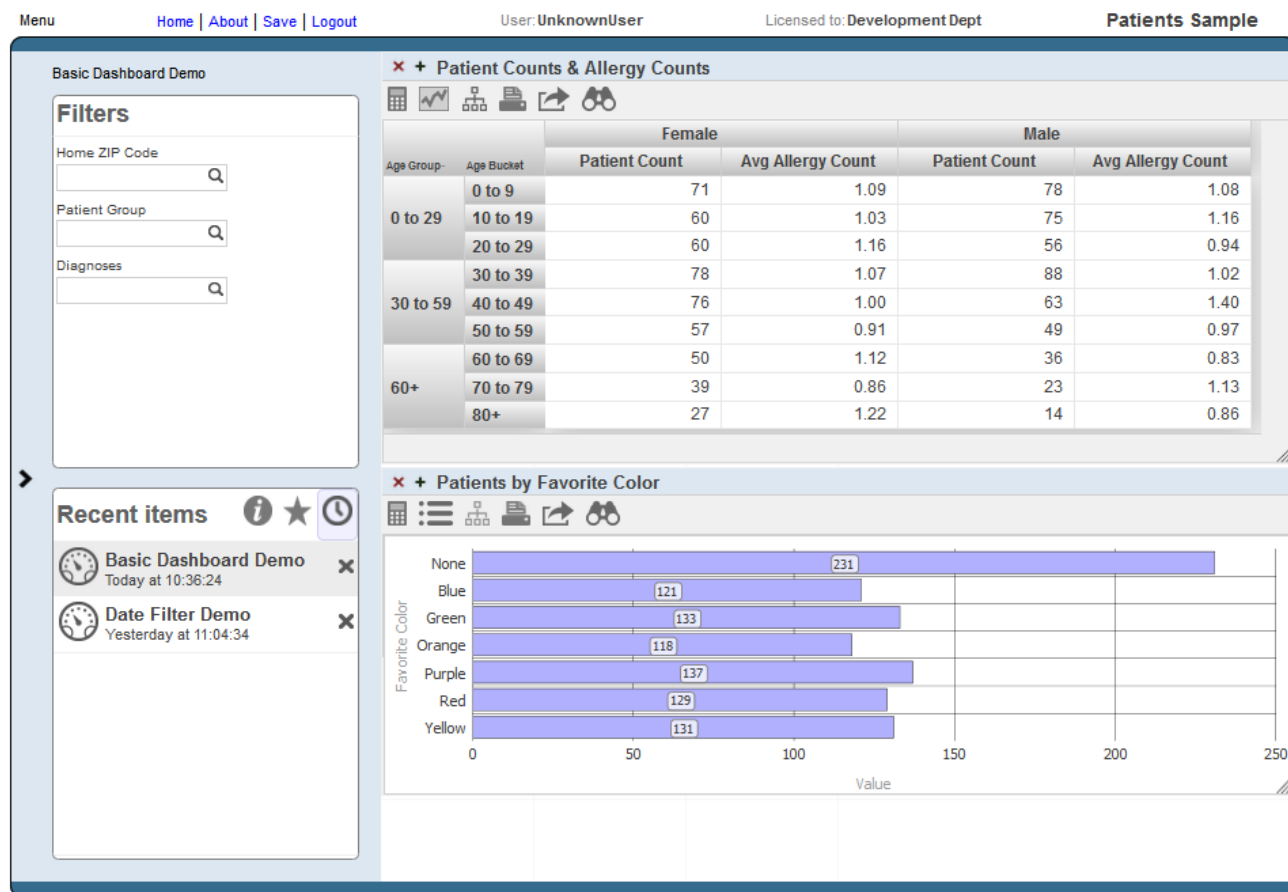 Menu Home | About | Save | Logout User:UnknownUser Licensed to:Development Dept Patients Sample
Basic Dashboard Demo
Filters
Home ZIP Code
Patient Group
Diagnoses
Recent items
Basic Dashboard Demo
Today at 10:36:24
Date Filter Demo
Yesterday at 11:04:34
Patient Counts & Allergy Counts
Female Male
Age Group- Age Bucket Patient Count Avg Allergy Count Patient Count Avg Allergy Count
0 to 29 0 to 9 71 1.09 78 1.08
10 to 19 60 1.03 75 1.16
20 to 29 60 1.16 56 0.94
30 to 59 30 to 39 78 1.07 88 1.02
40 to 49 76 1.00 63 1.40
50 to 59 57 0.91 49 0.97
60+ 60 to 69 50 1.12 36 0.83
70 to 79 39 0.86 23 1.13
80+ 27 1.22 14 0.86
Patients by Favorite Color
Favorite Color
None 231
Blue 121
Green 133
Orange 118
Purple 137
Red 129
Yellow 131
0 50 100 150 200 250
Value